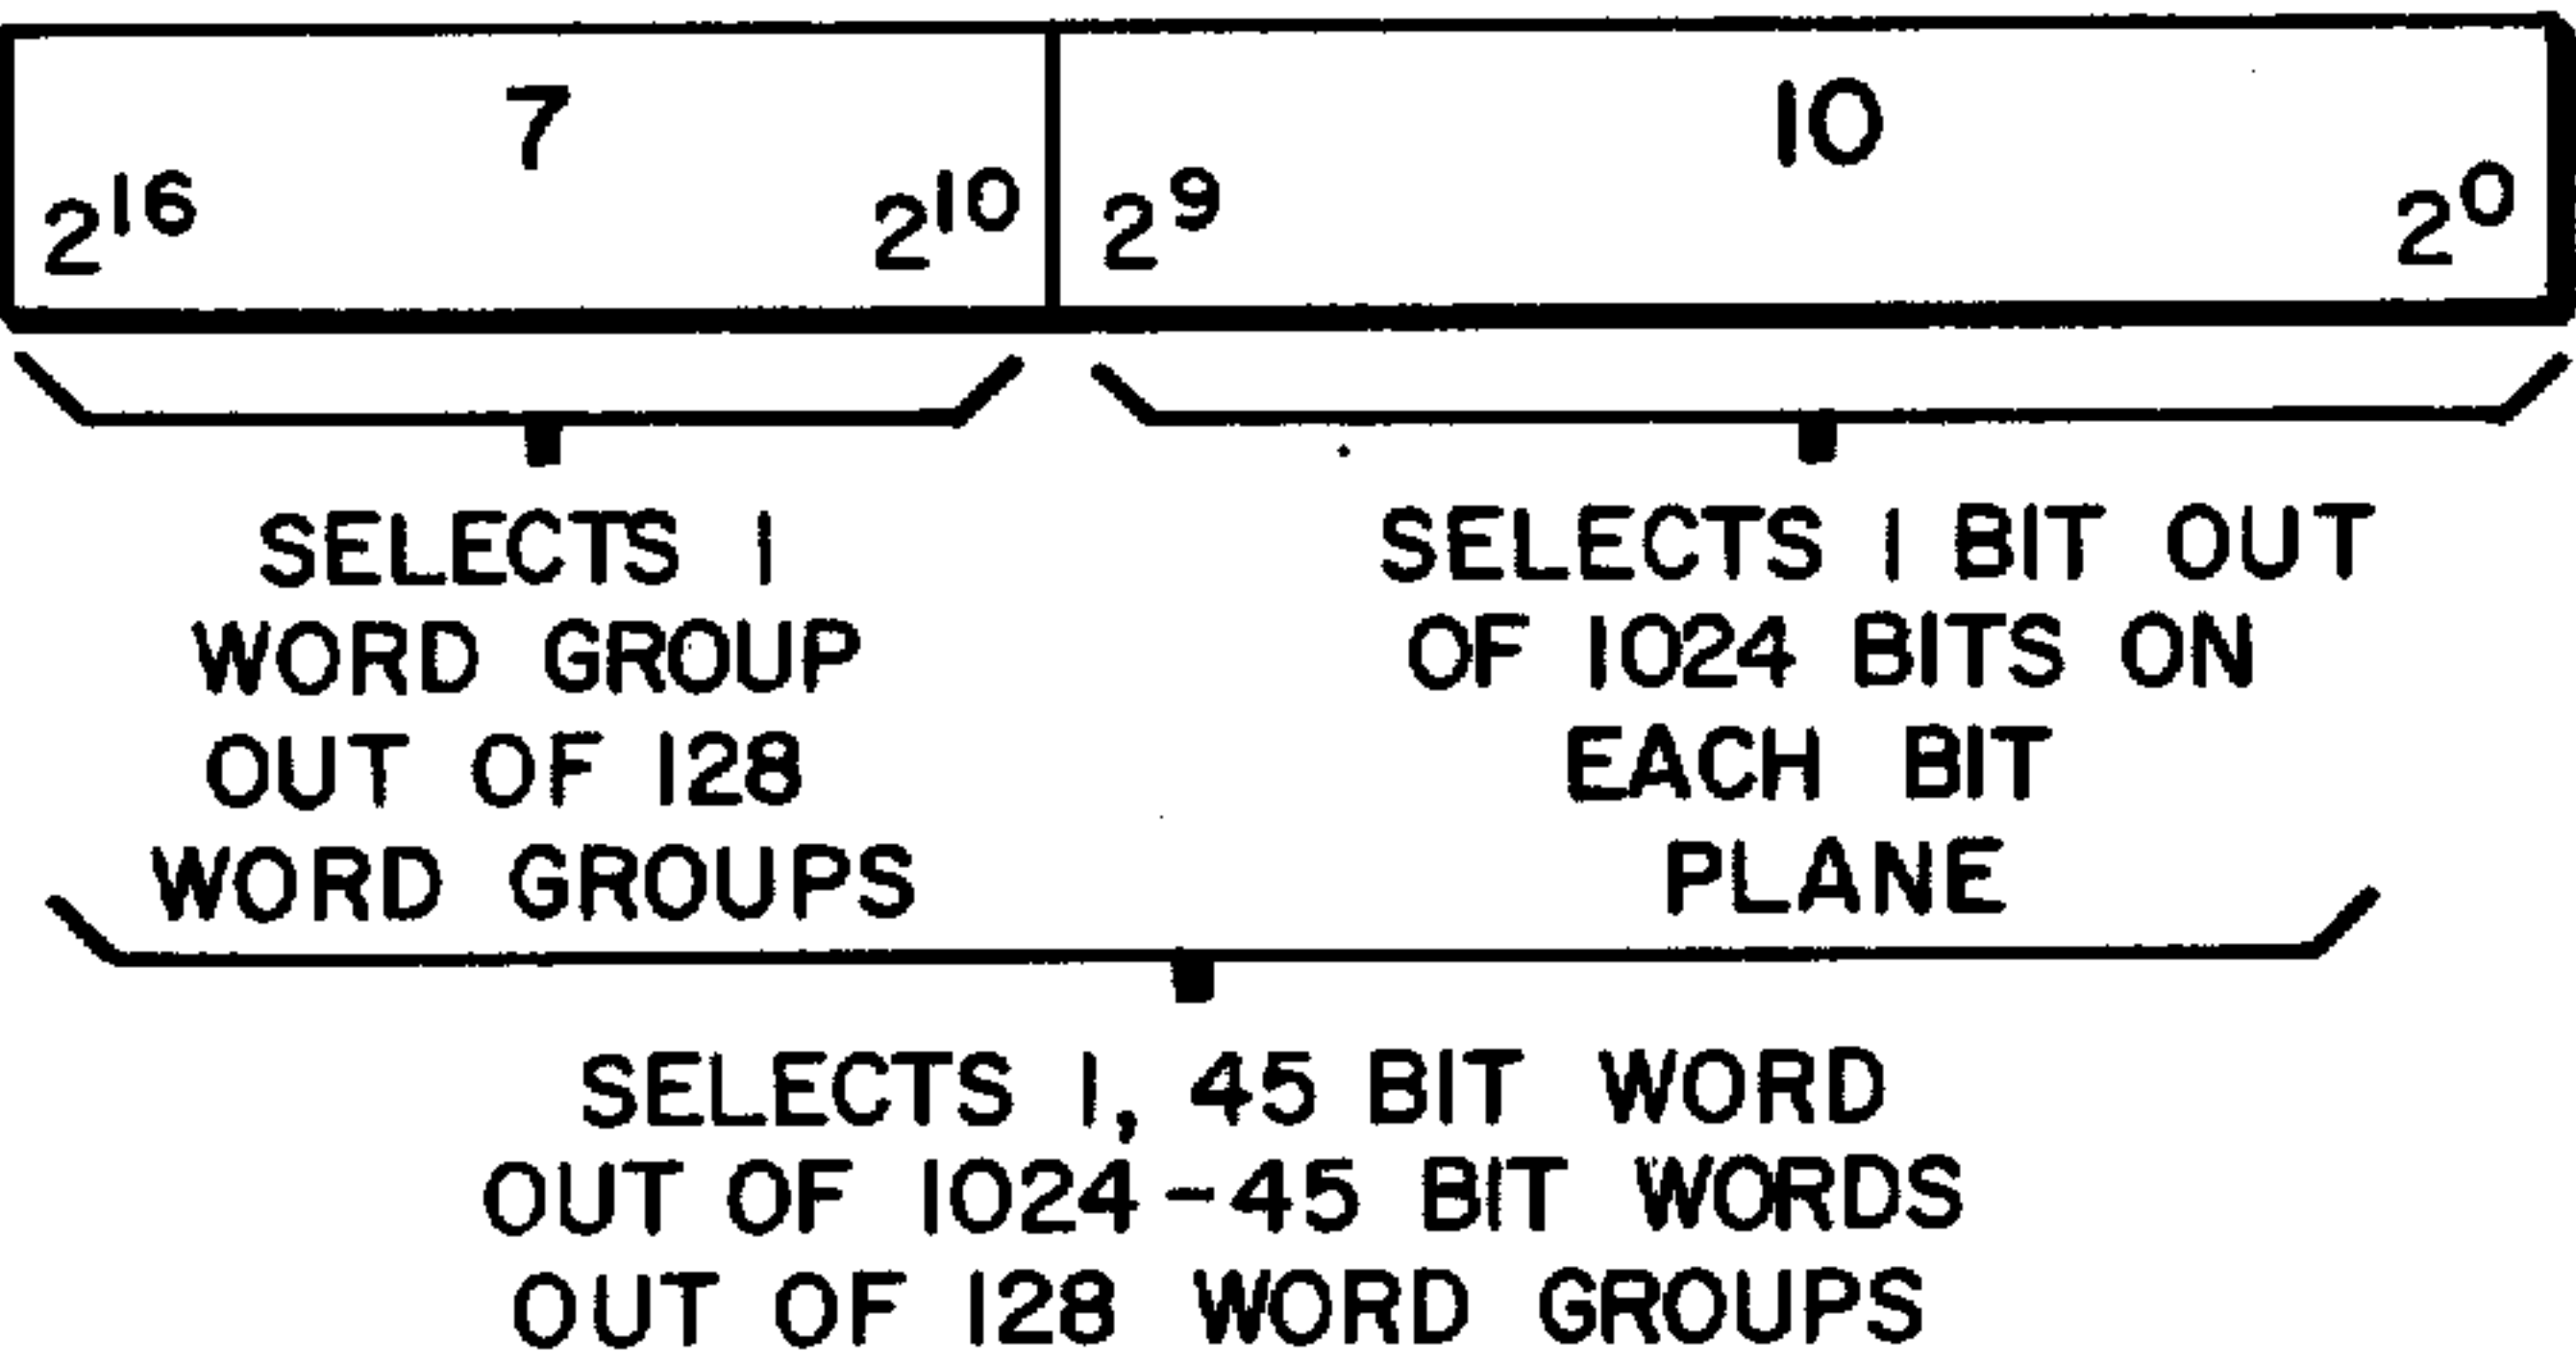 7 10
2^16 2^10 2^9 2^0
SELECTS 1
WORD GROUP
OUT OF 128
WORD GROUPS
SELECTS 1 BIT OUT
OF 1024 BITS ON
EACH BIT
PLANE
SELECTS 1, 45 BIT WORD
OUT OF 1024-45 BIT WORDS
OUT OF 128 WORD GROUPS